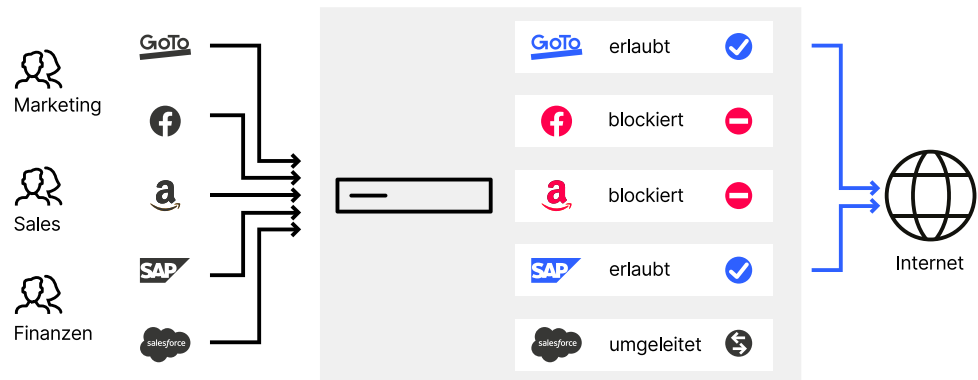 Marketing
Sales
Finanzen
GoTo
a
SAP
salesforce
GoTo erlaubt
blockiert
a blockiert
SAP erlaubt
salesforce umgeleitet
Internet